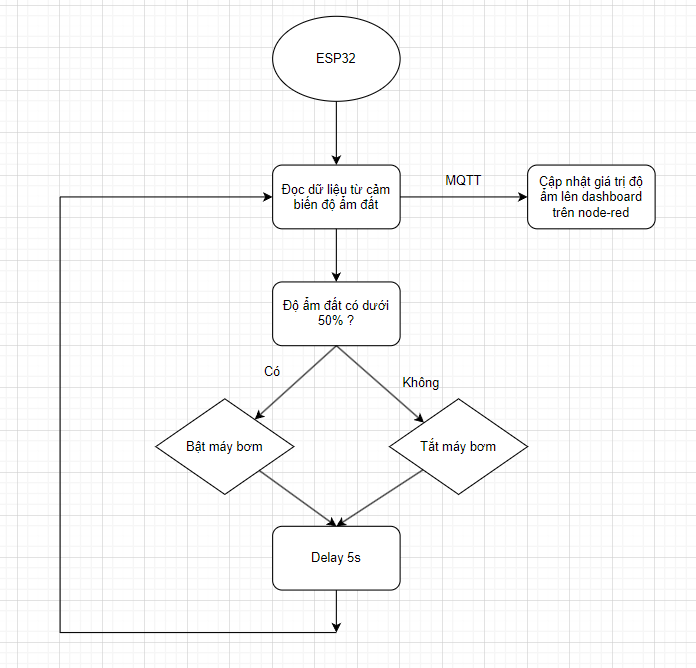 ESP32
Đọc dữ liệu từ cảm
biến độ ẩm đất
MQTT
Cập nhật giá trị độ
ẩm lên dashboard
trên node-red
Độ ẩm đất có dưới
50% ?
Có
Không
Bật máy bơm
Tắt máy bơm
Delay 5s